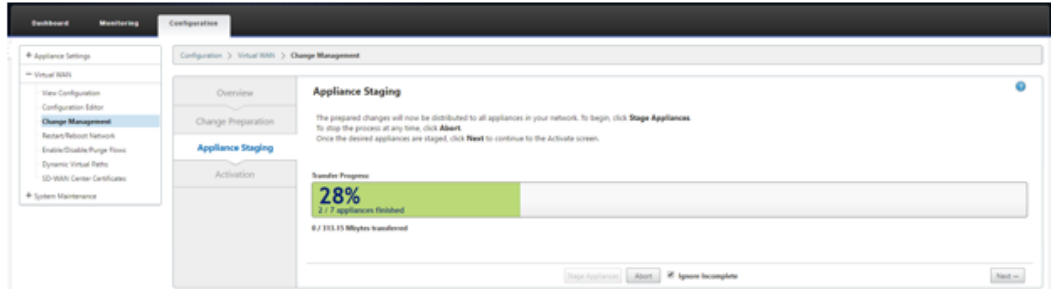 Dashboard Monitoring Configuration
+ Appliance Settings
− Virtual WAN
View Configuration
Configuration Editor
Change Management
Restart/Reboot Network
Enable/Disable/Purge Flows
Dynamic Virtual Paths
SD-WAN Center Certificates
+ System Maintenance
Configuration > Virtual WAN > Change Management
Overview
Change Preparation
Appliance Staging
Activation
Appliance Staging
?
The prepared changes will now be distributed to all appliances in your network. To begin, click Stage Appliances.
To stop the process at any time, click Abort.
Once the desired appliances are staged, click Next to continue to the Activate screen.
Transfer Progress
28%
2 / 7 appliances finished
0 / 313.15 Mbytes transferred
Stage Appliances Abort Ignore Incomplete Next